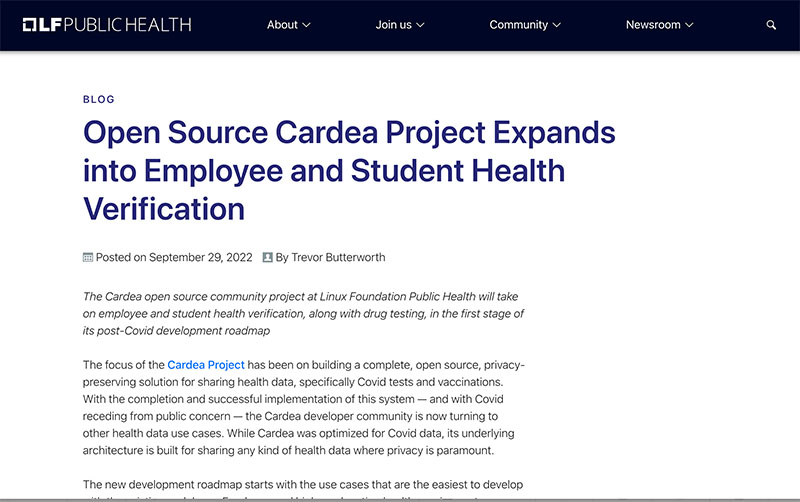 LFPUBLIC HEALTH About Join us Community Newsroom
BLOG
Open Source Cardea Project Expands
into Employee and Student Health
Verification
Posted on September 29, 2022 By Trevor Butterworth
The Cardea open source community project at Linux Foundation Public Health will take
on employee and student health verification, along with drug testing, in the first stage of
its post-Covid development roadmap
The focus of the Cardea Project has been on building a complete, open source, privacy-
preserving solution for sharing health data, specifically Covid tests and vaccinations.
With the completion and successful implementation of this system — and with Covid
receding from public concern — the Cardea developer community is now turning to
other health data use cases. While Cardea was optimized for Covid data, its underlying
architecture is built for sharing any kind of health data where privacy is paramount.
The new development roadmap starts with the use cases that are the easiest to develop